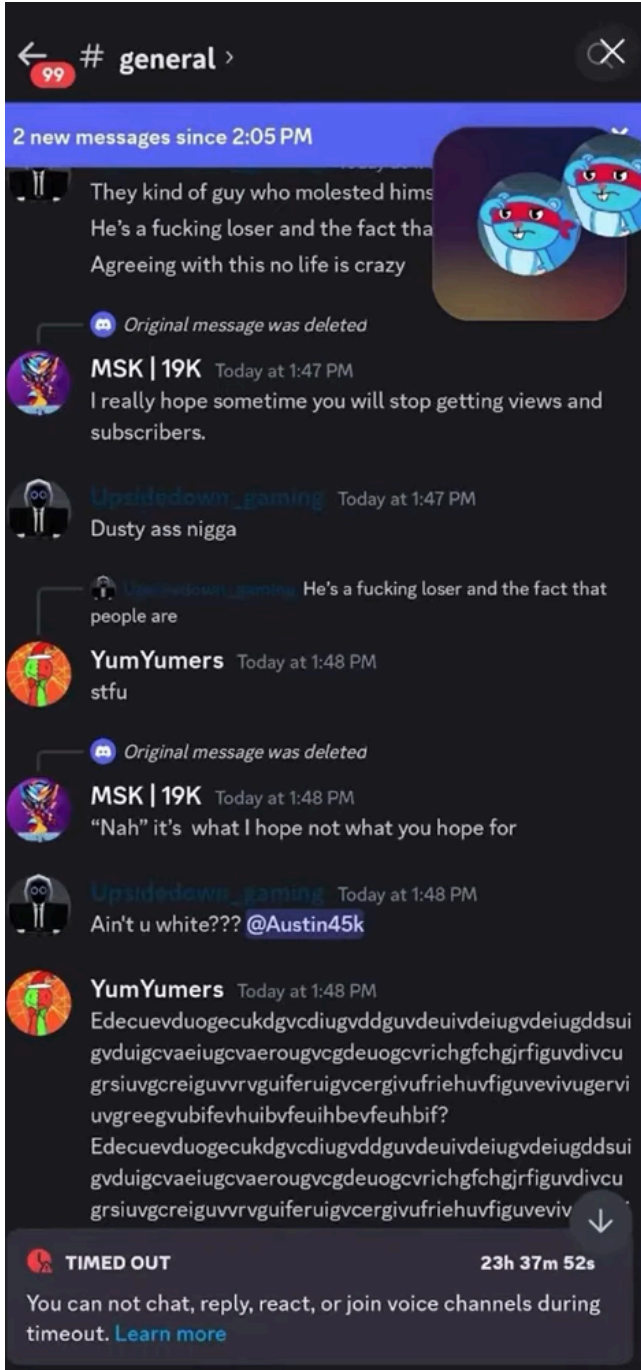 99 # general ›
2 new messages since 2:05 PM
They kind of guy who molested hims
He's a fucking loser and the fact tha
Agreeing with this no life is crazy
Original message was deleted
MSK | 19K Today at 1:47 PM
I really hope sometime you will stop getting views and
subscribers.
Upsidedown_gaming Today at 1:47 PM
Dusty ass nigga
Upsidedown_gaming He's a fucking loser and the fact that
people are
YumYumers Today at 1:48 PM
stfu
Original message was deleted
MSK | 19K Today at 1:48 PM
“Nah” it's what I hope not what you hope for
Upsidedown_gaming Today at 1:48 PM
Ain't u white??? @Austin45k
YumYumers Today at 1:48 PM
Edecuevduogecukdgvcdiugvddguvdeuivdeiugvdeiugddsui
gvduigcvaeiugcvaerougvcgdeuogcvrichgfchgjrfiguvdivcu
grsiuvgcreiguvvrvguiferuigvcergivufriehuvfiguvevivugervi
uvgreegvubifevhuibvfeuihbevfeuhbif?
Edecuevduogecukdgvcdiugvddguvdeuivdeiugvdeiugddsui
gvduigcvaeiugcvaerougvcgdeuogcvrichgfchgjrfiguvdivcu
grsiuvgcreiguvvrvguiferuigvcergivufriehuvfiguveviv
TIMED OUT 23h 37m 52s
You can not chat, reply, react, or join voice channels during
timeout. Learn more